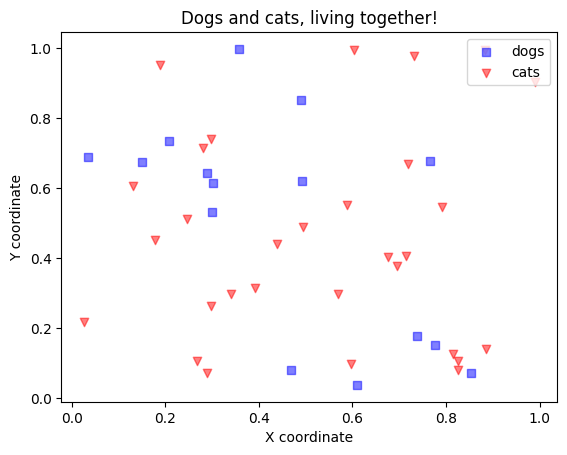 Dogs and cats, living together!
dogs
cats
Y coordinate
1.0
0.8
0.6
0.4
0.2
0.0
0.0 0.2 0.4 0.6 0.8 1.0
X coordinate